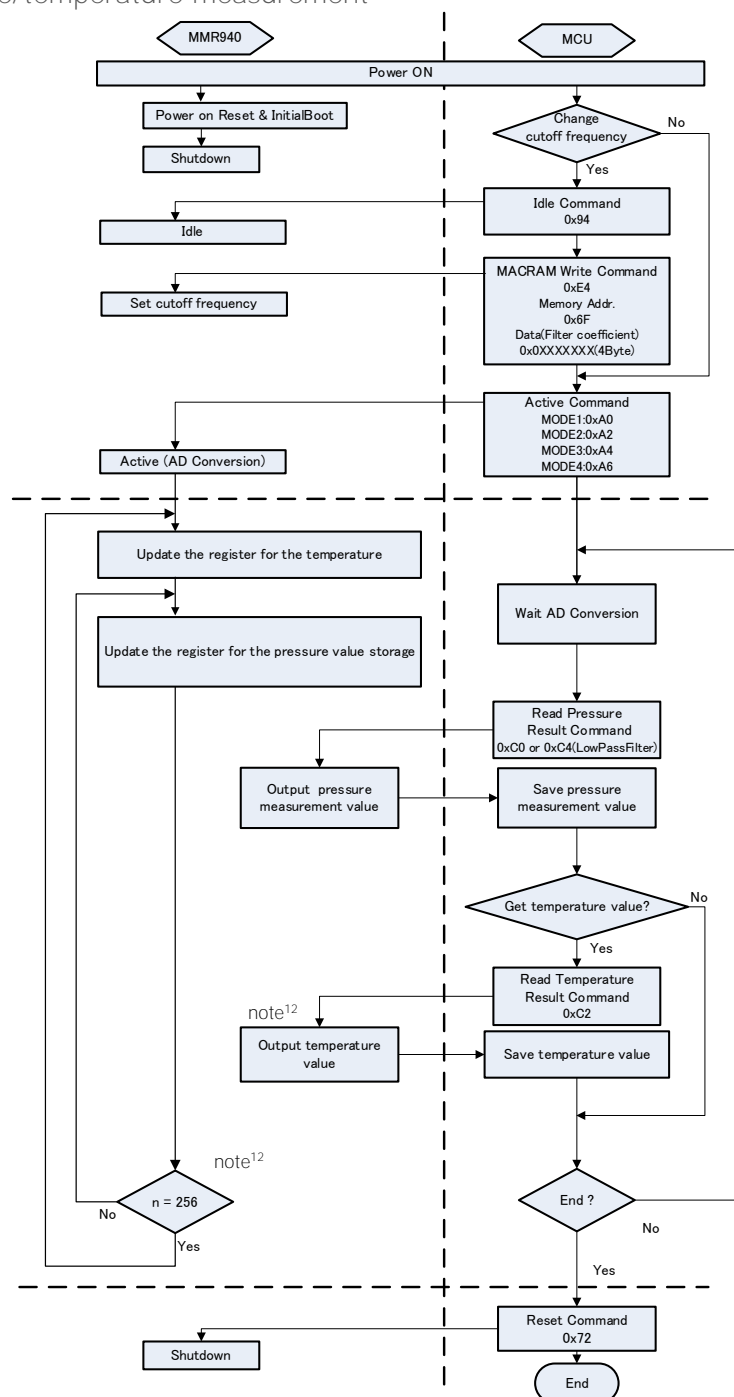 MMR940
MCU
Power ON
Power on Reset & InitialBoot
Shutdown
Change
cutoff frequency
No
Yes
Idle Command
0x94
Idle
MACRAM Write Command
0xE4
Memory Addr.
0x6F
Data(Filter coefficient)
0x0XXXXXXX(4Byte)
Set cutoff frequency
Active Command
MODE1:0xA0
MODE2:0xA2
MODE3:0xA4
MODE4:0xA6
Active (AD Conversion)
Update the register for the temperature
Wait AD Conversion
Update the register for the pressure value storage
Read Pressure
Result Command
0xC0 or 0xC4(LowPassFilter)
Output pressure
measurement value
Save pressure
measurement value
Get temperature value?
No
Yes
Read Temperature
Result Command
0xC2
note12
Output temperature
value
Save temperature value
note12
n = 256
No
Yes
End ?
No
Yes
Reset Command
0x72
Shutdown
End